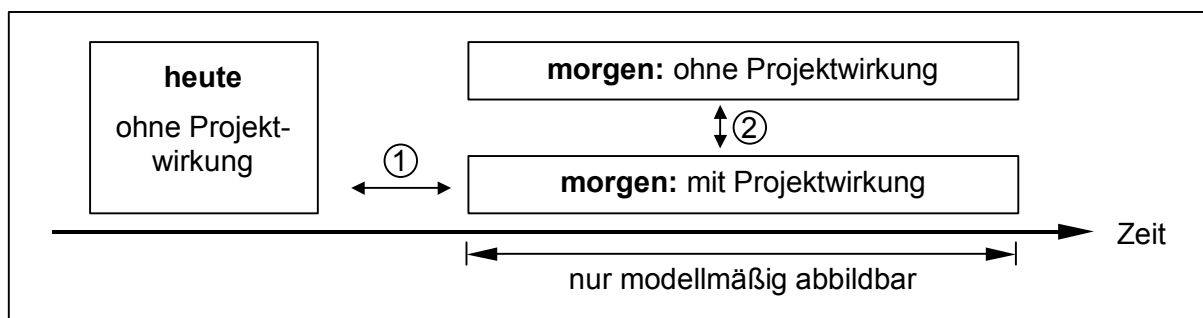 heute
ohne Projekt-
wirkung
①
morgen: ohne Projektwirkung
②
morgen: mit Projektwirkung
Zeit
nur modellmäßig abbildbar